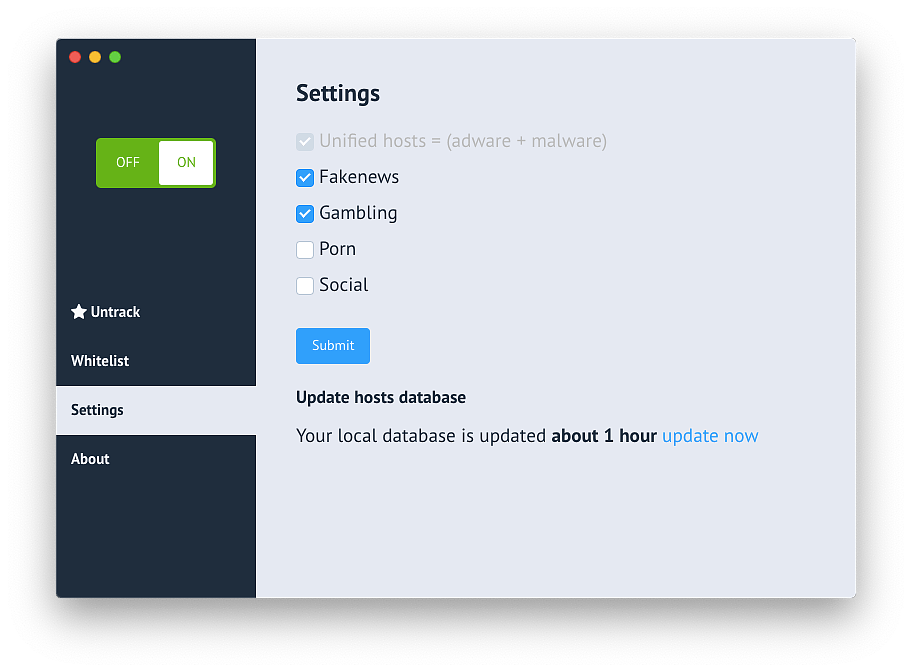 OFF ON
Untrack
Whitelist
Settings
About
Settings
Unified hosts = (adware + malware)
Fakenews
Gambling
Porn
Social
Submit
Update hosts database
Your local database is updated about 1 hour update now